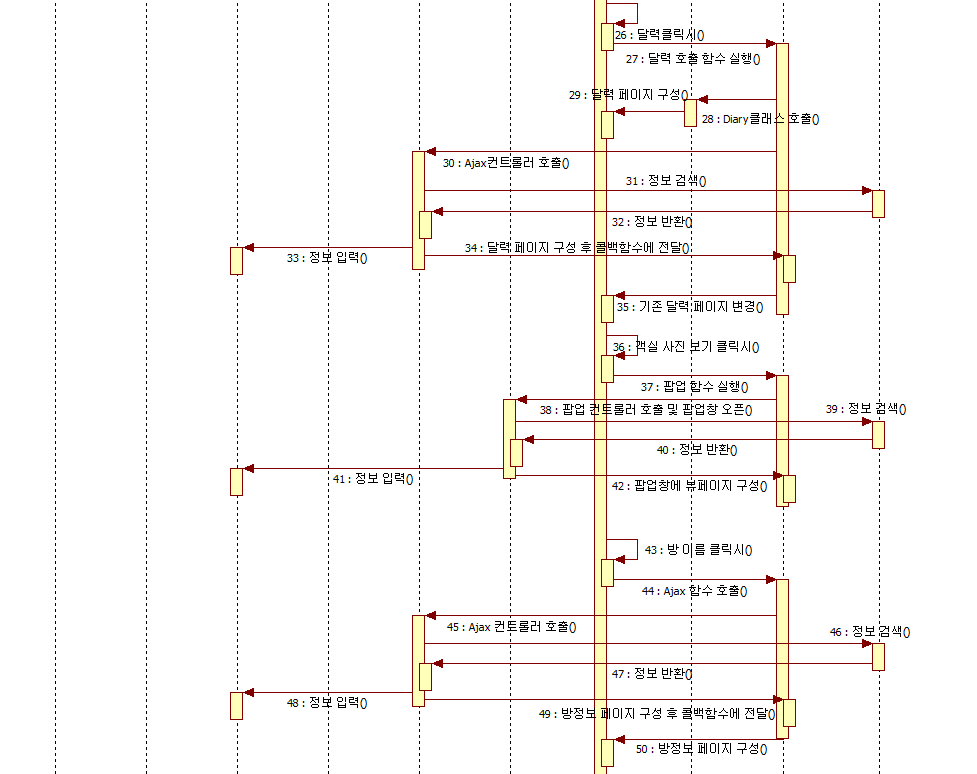 26 : 달력클릭시()
27 : 달력 호출 함수 실행()
29 : 달력 페이지 구성()
28 : Diary클래스 호출()
30 : Ajax컨트롤러 호출()
31 : 정보 검색()
32 : 정보 반환()
34 : 달력 페이지 구성 후 콜백함수에 전달()
33 : 정보 입력()
35 : 기존 달력 페이지 변경()
36 : 객실 사진 보기 클릭시()
37 : 팝업 함수 실행()
38 : 팝업 컨트롤러 호출 및 팝업창 오픈()
39 : 정보 검색()
40 : 정보 반환()
41 : 정보 입력()
42 : 팝업창에 뷰페이지 구성()
43 : 방 이름 클릭시()
44 : Ajax 함수 호출()
45 : Ajax 컨트롤러 호출()
46 : 정보 검색()
47 : 정보 반환()
48 : 정보 입력()
49 : 방정보 페이지 구성 후 콜백함수에 전달()
50 : 방정보 페이지 구성()